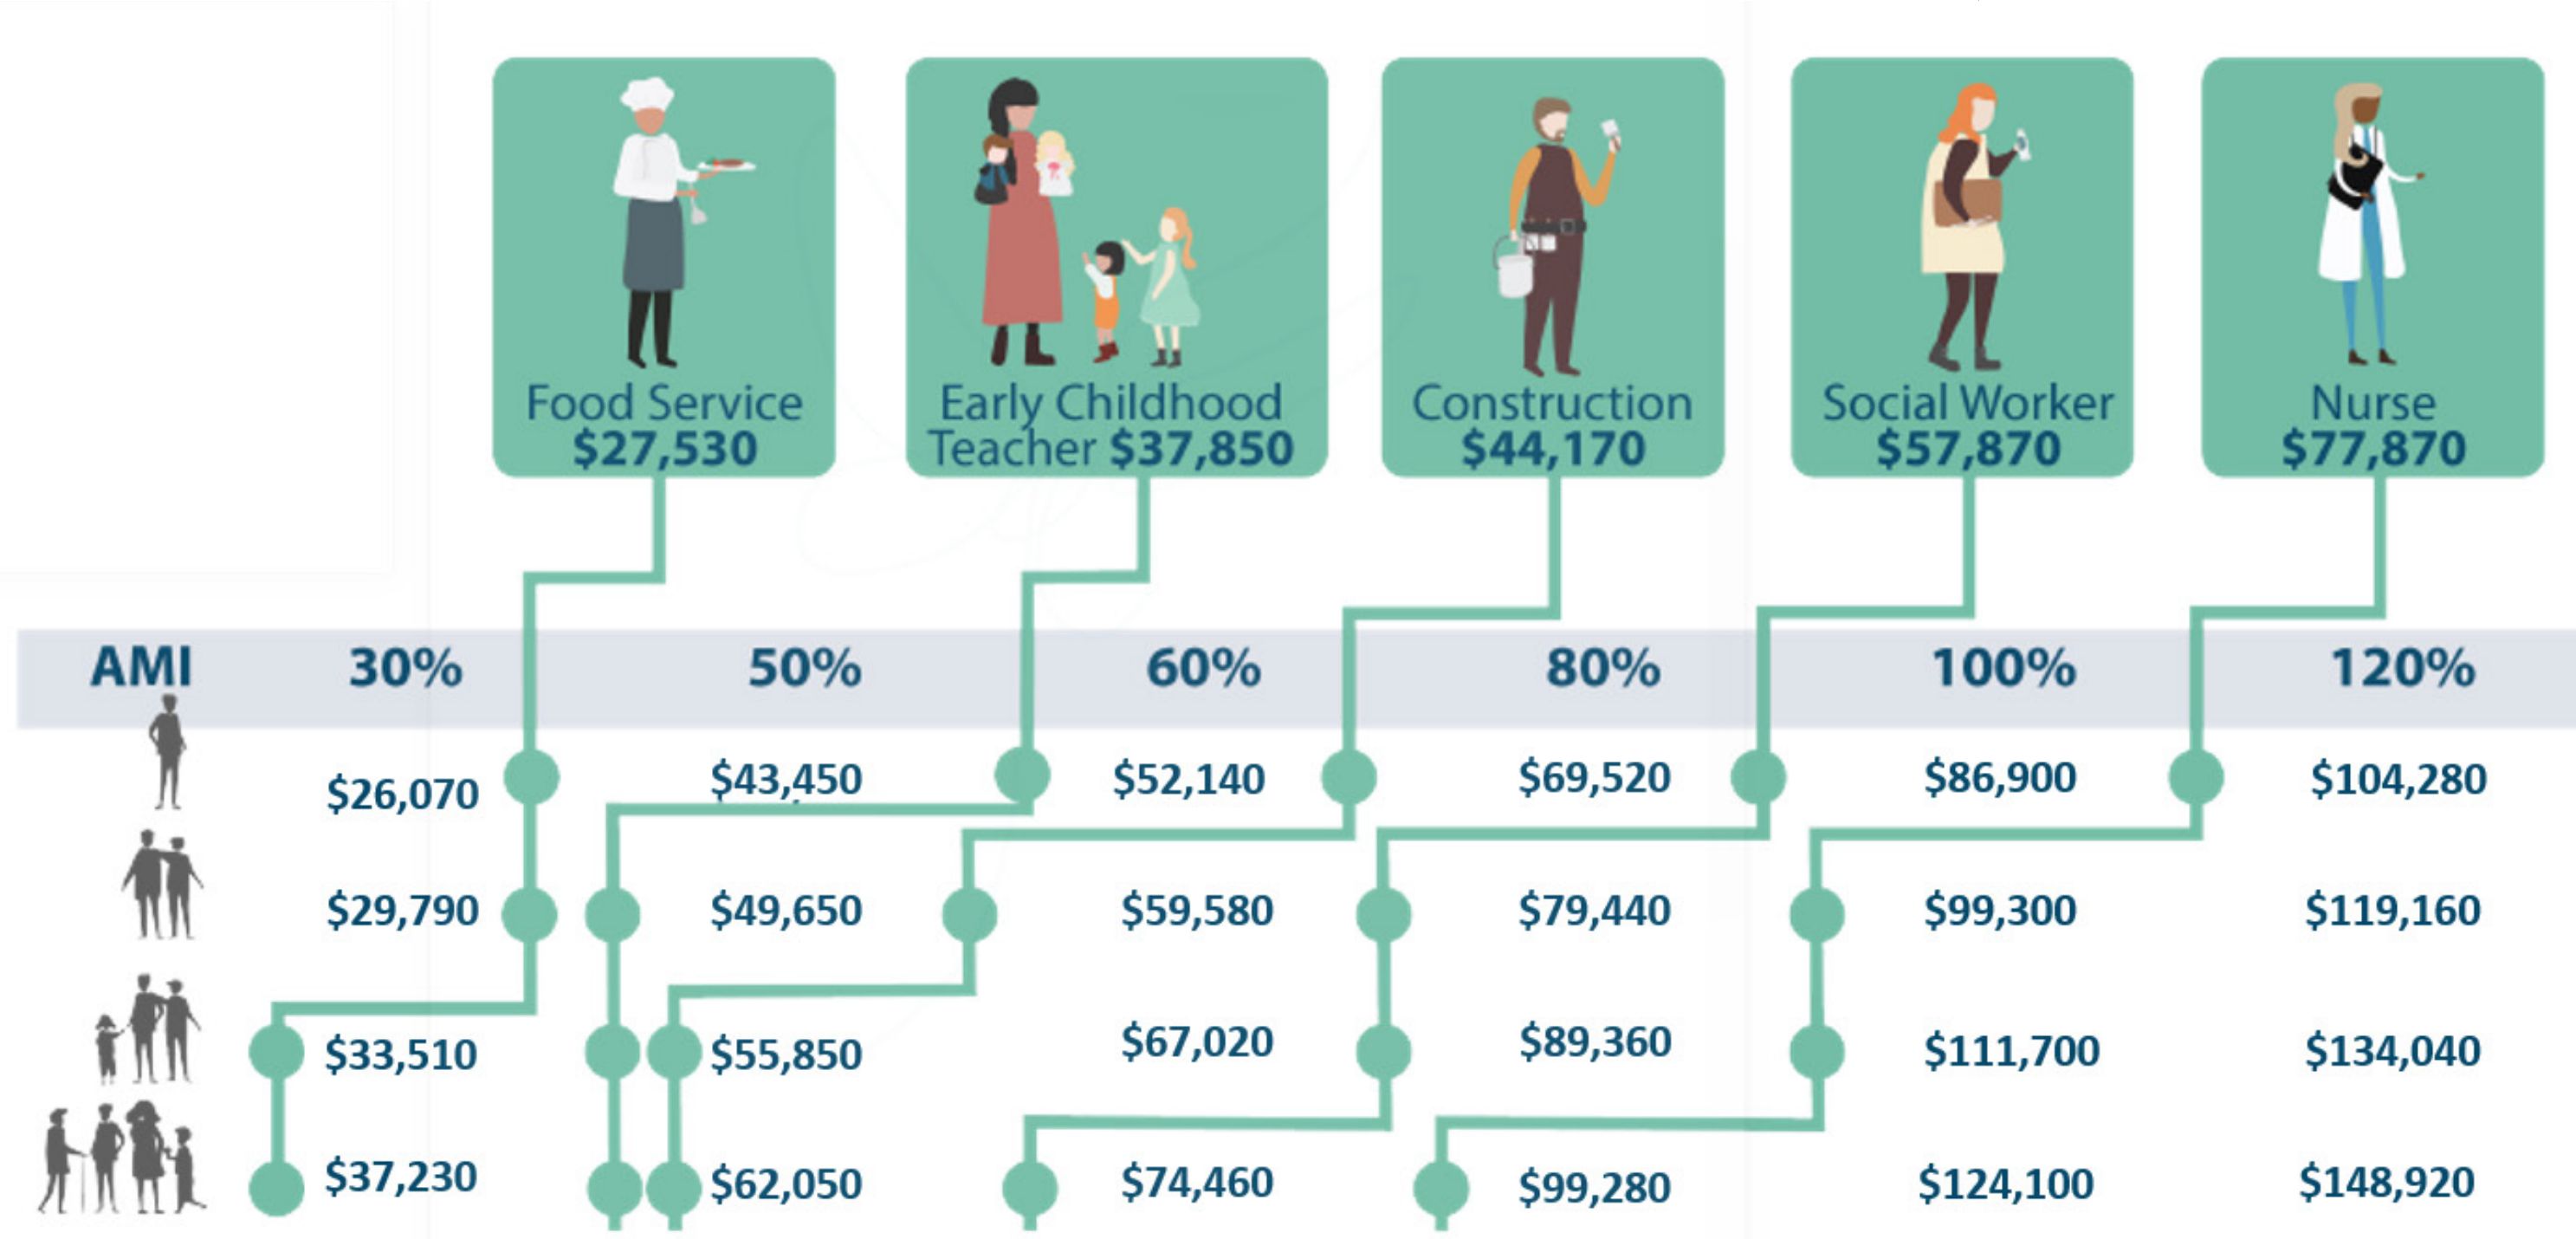 Food Service
$27,530
Early Childhood
Teacher $37,850
Construction
$44,170
Social Worker
$57,870
Nurse
$77,870
AMI 30% 50% 60% 80% 100% 120%
$26,070 $43,450 $52,140 $69,520 $86,900 $104,280
$29,790 $49,650 $59,580 $79,440 $99,300 $119,160
$33,510 $55,850 $67,020 $89,360 $111,700 $134,040
$37,230 $62,050 $74,460 $99,280 $124,100 $148,920